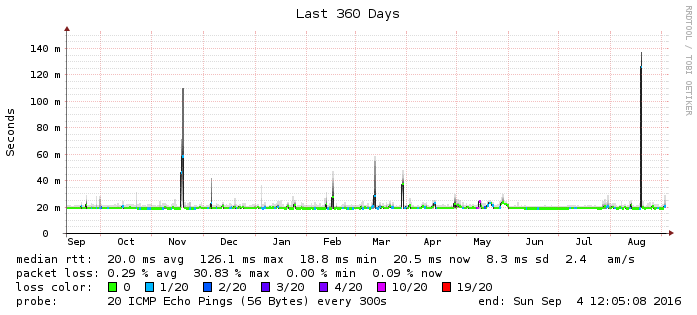 Last 360 Days
RRDTOOL / TOBI OETIKER
Seconds
140 m
120 m
100 m
80 m
60 m
40 m
20 m
0
Sep Oct Nov Dec Jan Feb Mar Apr May Jun Jul Aug
median rtt: 20.0 ms avg 126.1 ms max 18.8 ms min 20.5 ms now 8.3 ms sd 2.4 am/s
packet loss: 0.29 % avg 30.83 % max 0.00 % min 0.09 % now
loss color: 0 1/20 2/20 3/20 4/20 10/20 19/20
probe: 20 ICMP Echo Pings (56 Bytes) every 300s end: Sun Sep 4 12:05:08 2016